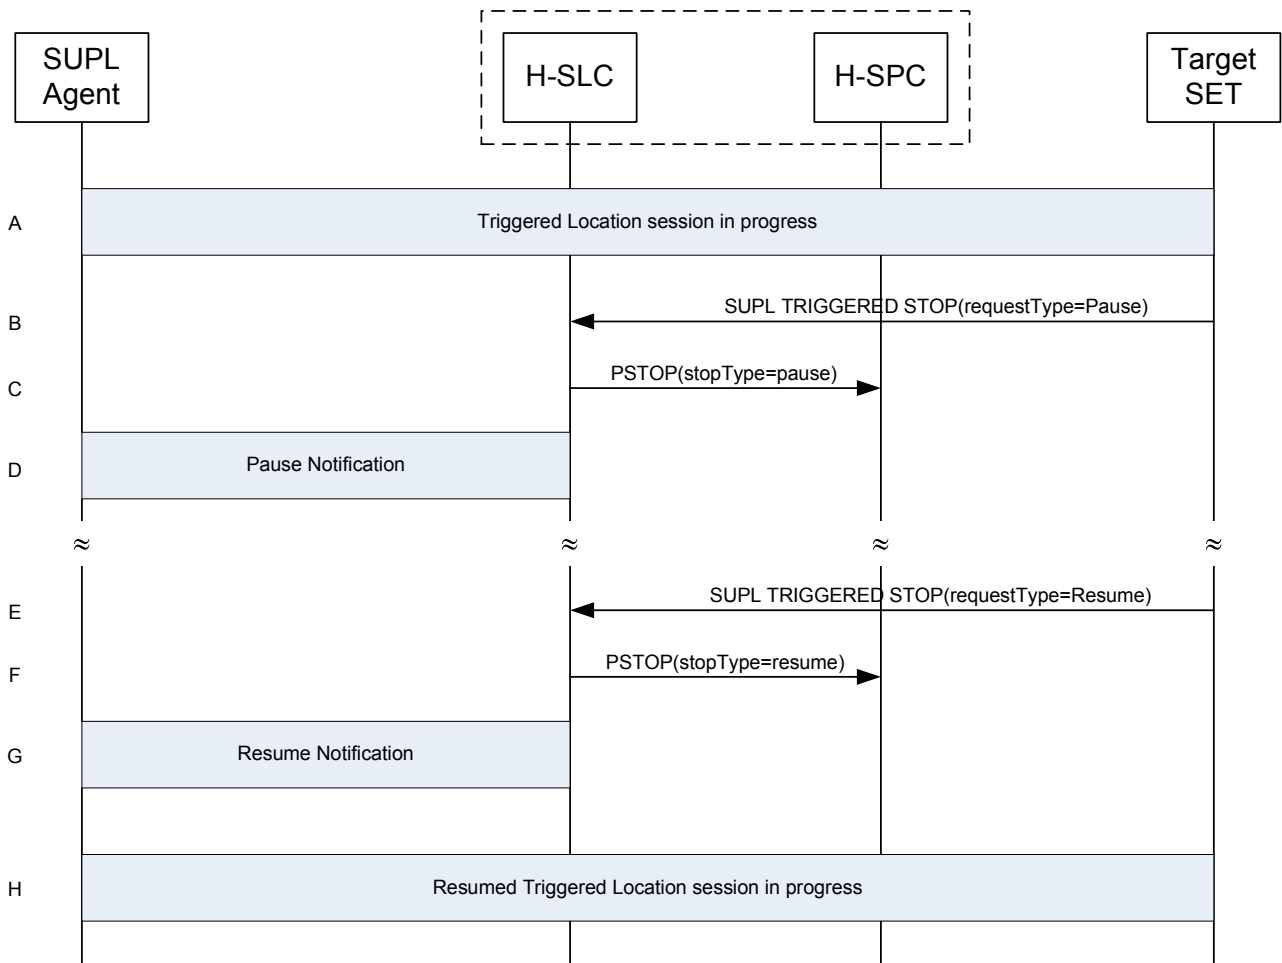 SUPL
Agent
H-SLC
H-SPC
Target
SET
A
Triggered Location session in progress
B
SUPL TRIGGERED STOP(requestType=Pause)
C
PSTOP(stopType=pause)
D
Pause Notification
≈ ≈ ≈ ≈
E
SUPL TRIGGERED STOP(requestType=Resume)
F
PSTOP(stopType=resume)
G
Resume Notification
H
Resumed Triggered Location session in progress